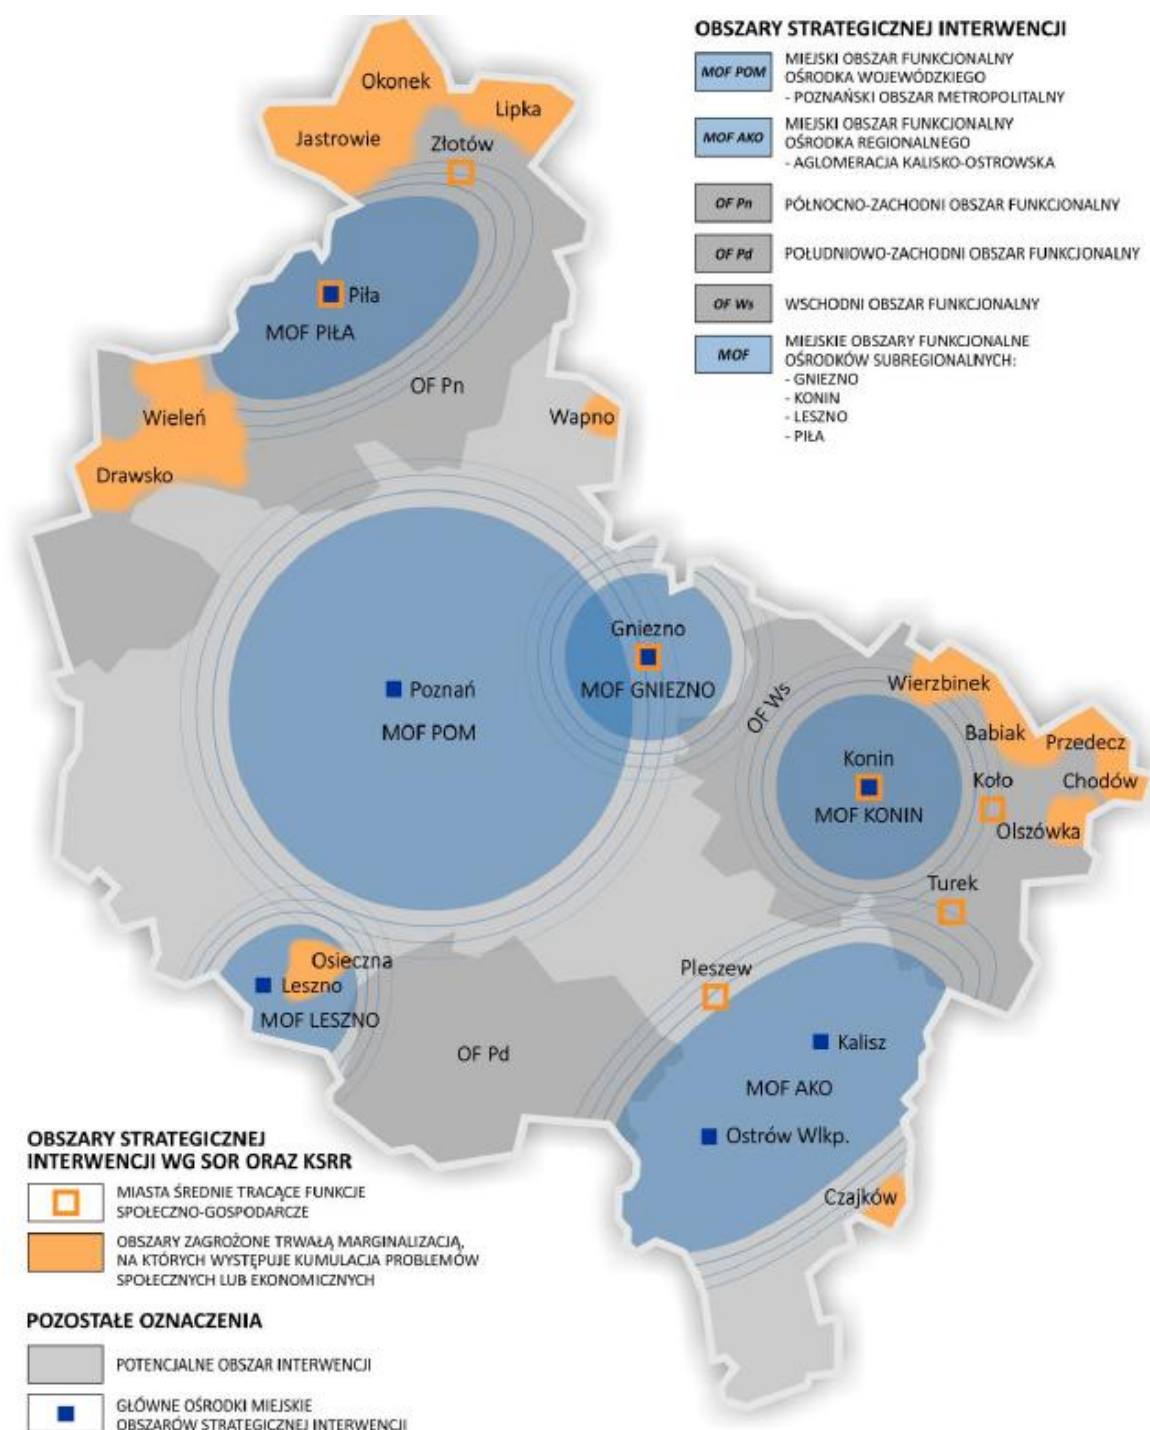 OBSZARY STRATEGICZNEJ INTERWENCJI
MOF POM
MIEJSKI OBSZAR FUNKCJONALNY
OŚRODKA WOJEWÓDZKIEGO
- POZNAŃSKI OBSZAR METROPOLITALNY
MOF AKO
MIEJSKI OBSZAR FUNKCJONALNY
OŚRODKA REGIONALNEGO
- AGLOMERACJA KALISKO-OSTROWSKA
OF Pn
PÓŁNOCNO-ZACHODNI OBSZAR FUNKCJONALNY
OF Pd
POŁUDNIOWO-ZACHODNI OBSZAR FUNKCJONALNY
OF Ws
WSCHODNI OBSZAR FUNKCJONALNY
MOF
MIEJSKIE OBSZARY FUNKCJONALNE
OŚRODKÓW SUBREGIONALNYCH:
- GNIEZNO
- KONIN
- LESZNO
- PIŁA
Okonek
Lipka
Jastrowie
Złotów
Piła
MOF PIŁA
OF Pn
Wieleń
Wapno
Drawsko
Gniezno
MOF GNIEZNO
Poznań
MOF POM
OF Ws
Wierzbinek
Babiak
Przedecz
Konin
Koło
Chodów
MOF KONIN
Olszówka
Turek
Osieczna
Leszno
MOF LESZNO
Pleszew
OF Pd
Kalisz
MOF AKO
Ostrów Wlkp.
Czajków
OBSZARY STRATEGICZNEJ
INTERWENCJI WG SOR ORAZ KSRR
MIASTA ŚREDNIE TRACĄCE FUNKCJE
SPOŁECZNO-GOSPODARCZE
OBSZARY ZAGROŻONE TRWAŁĄ MARGINALIZACJĄ,
NA KTÓRYCH WYSTĘPUJE KUMULACJA PROBLEMÓW
SPOŁECZNYCH LUB EKONOMICZNYCH
POZOSTAŁE OZNACZENIA
POTENCJALNE OBSZAR INTERWENCJI
GŁÓWNE OŚRODKI MIEJSKIE
OBSZARÓW STRATEGICZNEJ INTERWENCJI